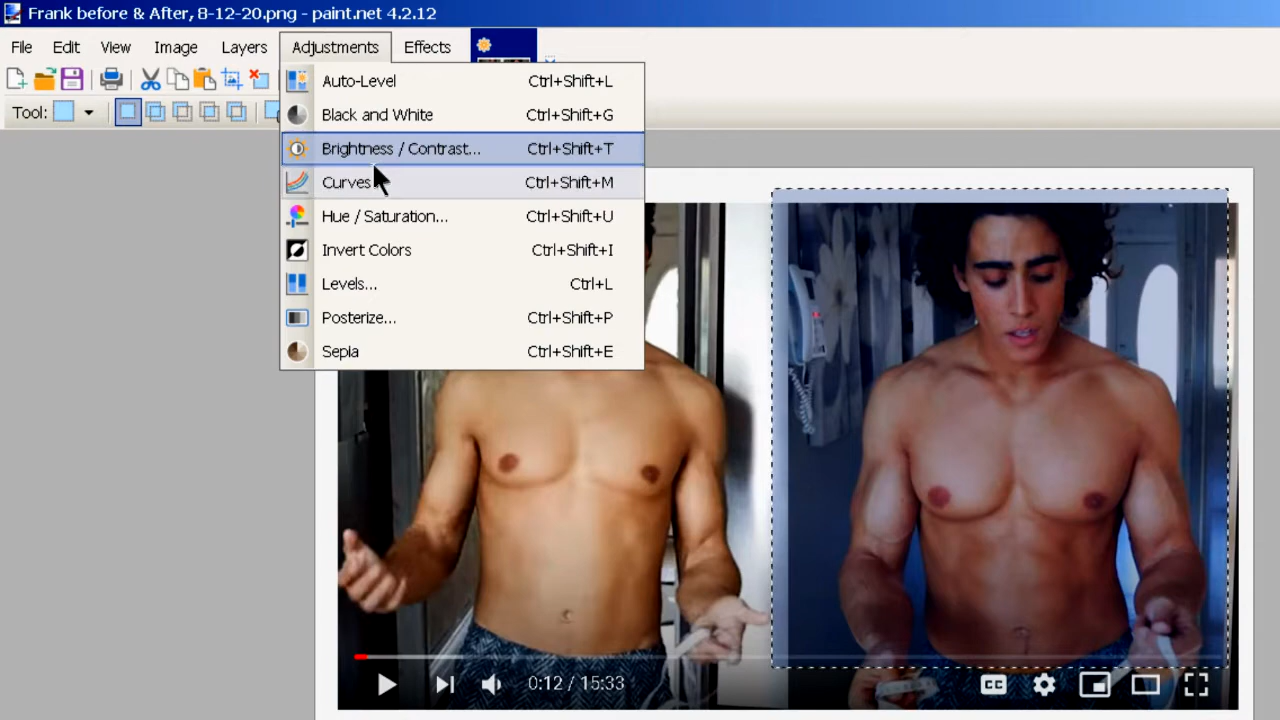 Frank before & After, 8-12-20.png - paint.net 4.2.12
File Edit View Image Layers Adjustments Effects
Tool:
Auto-Level Ctrl+Shift+L
Black and White Ctrl+Shift+G
Brightness / Contrast... Ctrl+Shift+T
Curves Ctrl+Shift+M
Hue / Saturation... Ctrl+Shift+U
Invert Colors Ctrl+Shift+I
Levels... Ctrl+L
Posterize... Ctrl+Shift+P
Sepia Ctrl+Shift+E
0:12 / 15:33 CC